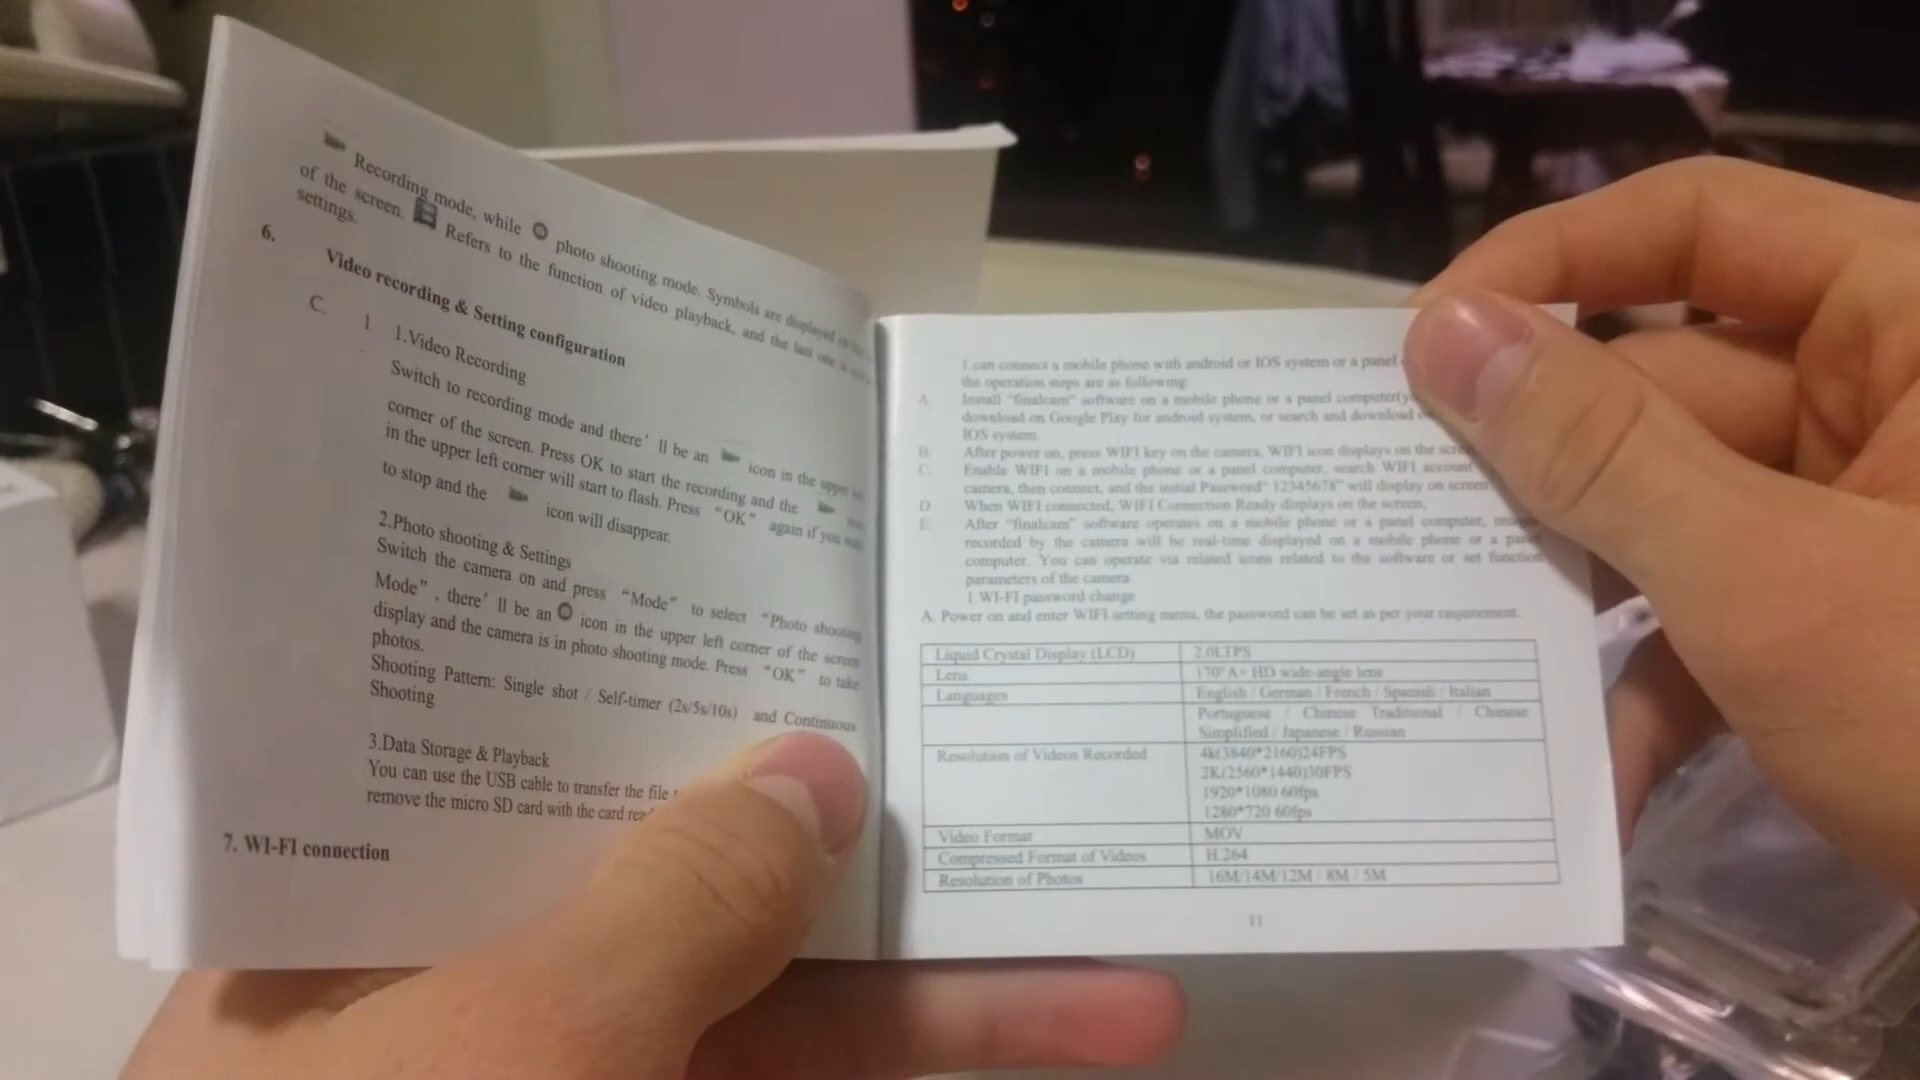 Recording mode, while photo shooting mode. Symbols are displayed on
of the screen. Refers to the function of video playback, and the last one is
settings.
6. Video recording & Setting configuration
C. 1 1.Video Recording
Switch to recording mode and there' ll be an icon in the upper
corner of the screen. Press OK to start the recording and the
in the upper left corner will start to flash. Press "OK" again if you want
to stop and the icon will disappear.
2.Photo shooting & Settings
Switch the camera on and press "Mode" to select "Photo shooting
Mode" , there' ll be an icon in the upper left corner of the screen
display and the camera is in photo shooting mode. Press "OK" to take
photos.
Shooting Pattern: Single shot / Self-timer (2s/5s/10s) and Continuous
Shooting
3.Data Storage & Playback
You can use the USB cable to transfer the file
remove the micro SD card with the card
7. WI-FI connection
I can connect a mobile phone with android or IOS system or a panel
the operation steps are as following:
A. Install "finalcam" software on a mobile phone or a panel computer
download on Google Play for android system, or search and download
IOS system
B. After power on, press WIFI key on the camera, WIFI icon displays on the
C. Enable WIFI on a mobile phone or a panel computer, search WIFI account
camera, then connect, and the initial Password" 12345678" will display on screen
D. When WIFI connected, WIFI Connection Ready displays on the screen,
E. After "finalcam" software operates on a mobile phone or a panel computer,
recorded by the camera will be real-time displayed on a mobile phone or a
computer. You can operate via related icons related to the software or set function
parameters of the camera
1 WI-FI password change
A. Power on and enter WIFI setting menu, the password can be set as per your requirement.
Liquid Crystal Display (LCD) 2.0LTPS
Lens 170°A+ HD wide-angle lens
Languages English / German / French / Spanish / Italian
Portuguese / Chinese Traditional / Chinese
Simplified / Japanese / Russian
Resolution of Videos Recorded 4k(3840*2160)24FPS
2K(2560*1440)30FPS
1920*1080 60fps
1280*720 60fps
Video Format MOV
Compressed Format of Videos H.264
Resolution of Photos 16M/14M/12M / 8M / 5M
11